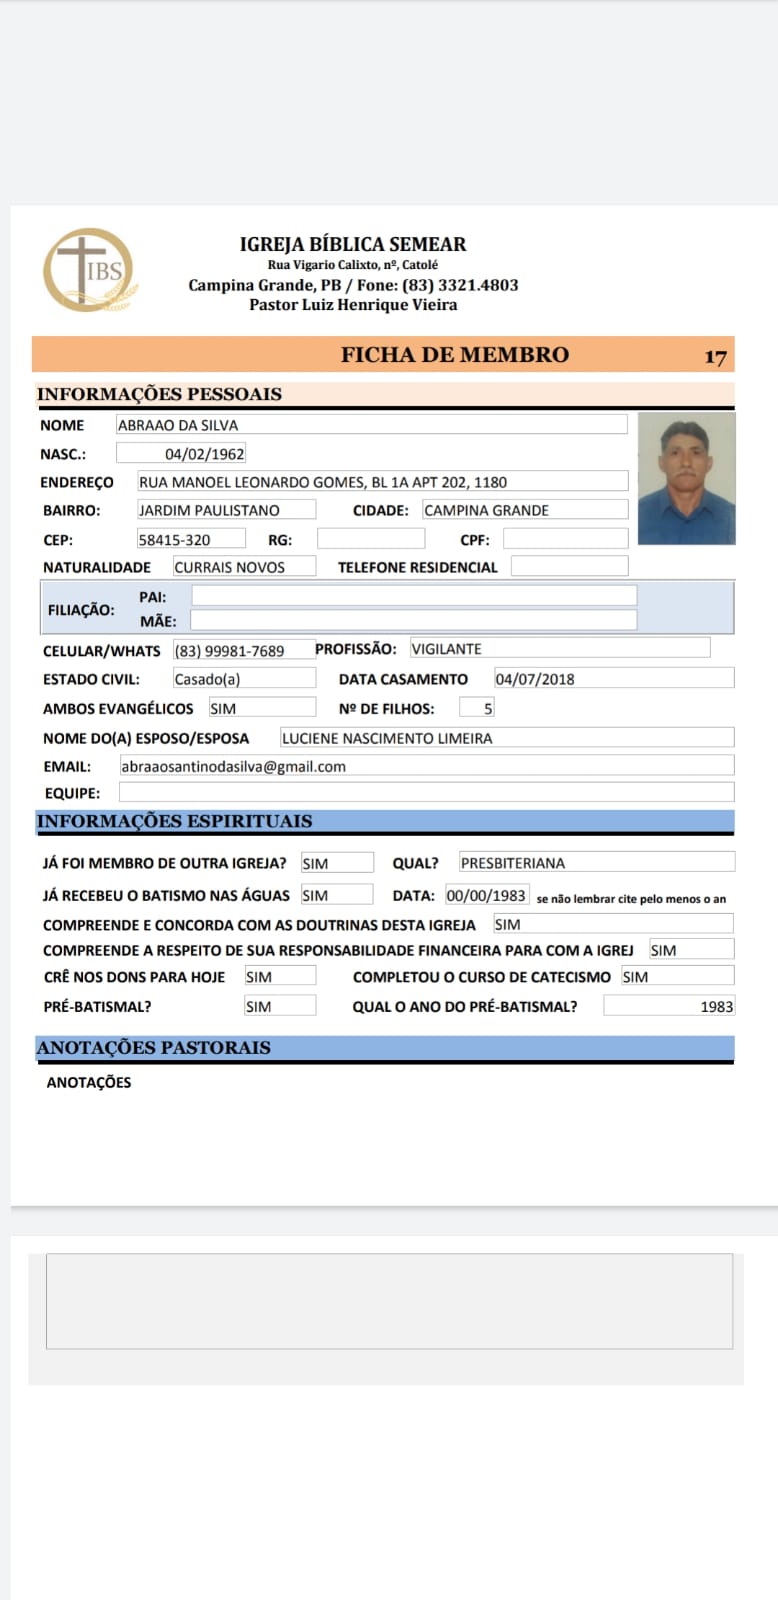 IBS
IGREJA BÍBLICA SEMEAR
Rua Vigario Calixto, nº, Catolé
Campina Grande, PB / Fone: (83) 3321.4803
Pastor Luiz Henrique Vieira
FICHA DE MEMBRO 17
INFORMAÇÕES PESSOAIS
NOME ABRAAO DA SILVA
NASC.: 04/02/1962
ENDEREÇO RUA MANOEL LEONARDO GOMES, BL 1A APT 202, 1180
BAIRRO: JARDIM PAULISTANO CIDADE: CAMPINA GRANDE
CEP: 58415-320 RG: CPF:
NATURALIDADE CURRAIS NOVOS TELEFONE RESIDENCIAL
FILIAÇÃO: PAI:
MÃE:
CELULAR/WHATS (83) 99981-7689 PROFISSÃO: VIGILANTE
ESTADO CIVIL: Casado(a) DATA CASAMENTO 04/07/2018
AMBOS EVANGÉLICOS SIM Nº DE FILHOS: 5
NOME DO(A) ESPOSO/ESPOSA LUCIENE NASCIMENTO LIMEIRA
EMAIL: abraaosantinodasilva@gmail.com
EQUIPE:
INFORMAÇÕES ESPIRITUAIS
JÁ FOI MEMBRO DE OUTRA IGREJA? SIM QUAL? PRESBITERIANA
JÁ RECEBEU O BATISMO NAS ÁGUAS SIM DATA: 00/00/1983 se não lembrar cite pelo menos o an
COMPREENDE E CONCORDA COM AS DOUTRINAS DESTA IGREJA SIM
COMPREENDE A RESPEITO DE SUA RESPONSABILIDADE FINANCEIRA PARA COM A IGREJ SIM
CRÊ NOS DONS PARA HOJE SIM COMPLETOU O CURSO DE CATECISMO SIM
PRÉ-BATISMAL? SIM QUAL O ANO DO PRÉ-BATISMAL? 1983
ANOTAÇÕES PASTORAIS
ANOTAÇÕES